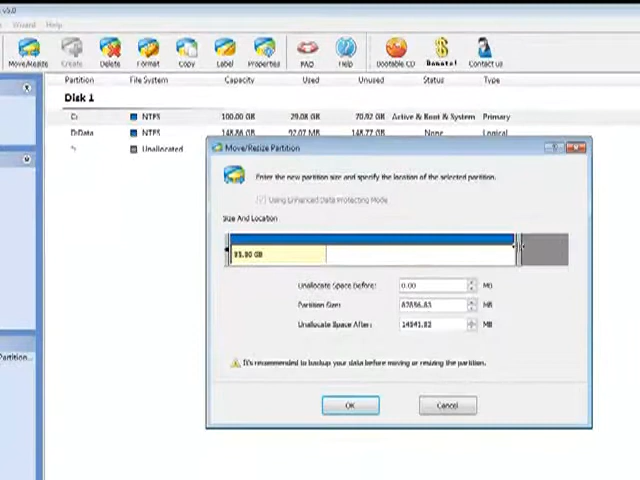 v5.0
Wizard Help
Move/Resize Create Delete Format Copy Label Properties FAQ Help Bootable CD Donate! Contact us
Partition File System Capacity Used Unused Status Type
Disk 1
C: NTFS 100.00 GB 29.08 GB 70.92 GB Active & Boot & System Primary
D:Data NTFS 148.86 GB 92.07 MB 148.77 GB None Logical
*: Unallocated
Move/Resize Partition
Enter the new partition size and specify the location of the selected partition.
Using Enhanced Data Protecting Mode
Size And Location
Unallocate Space Before: 0.00 MB
Partition Size: MB
Unallocate Space After: MB
It's recommended to backup your data before moving or resizing the partition.
OK Cancel
Partition...